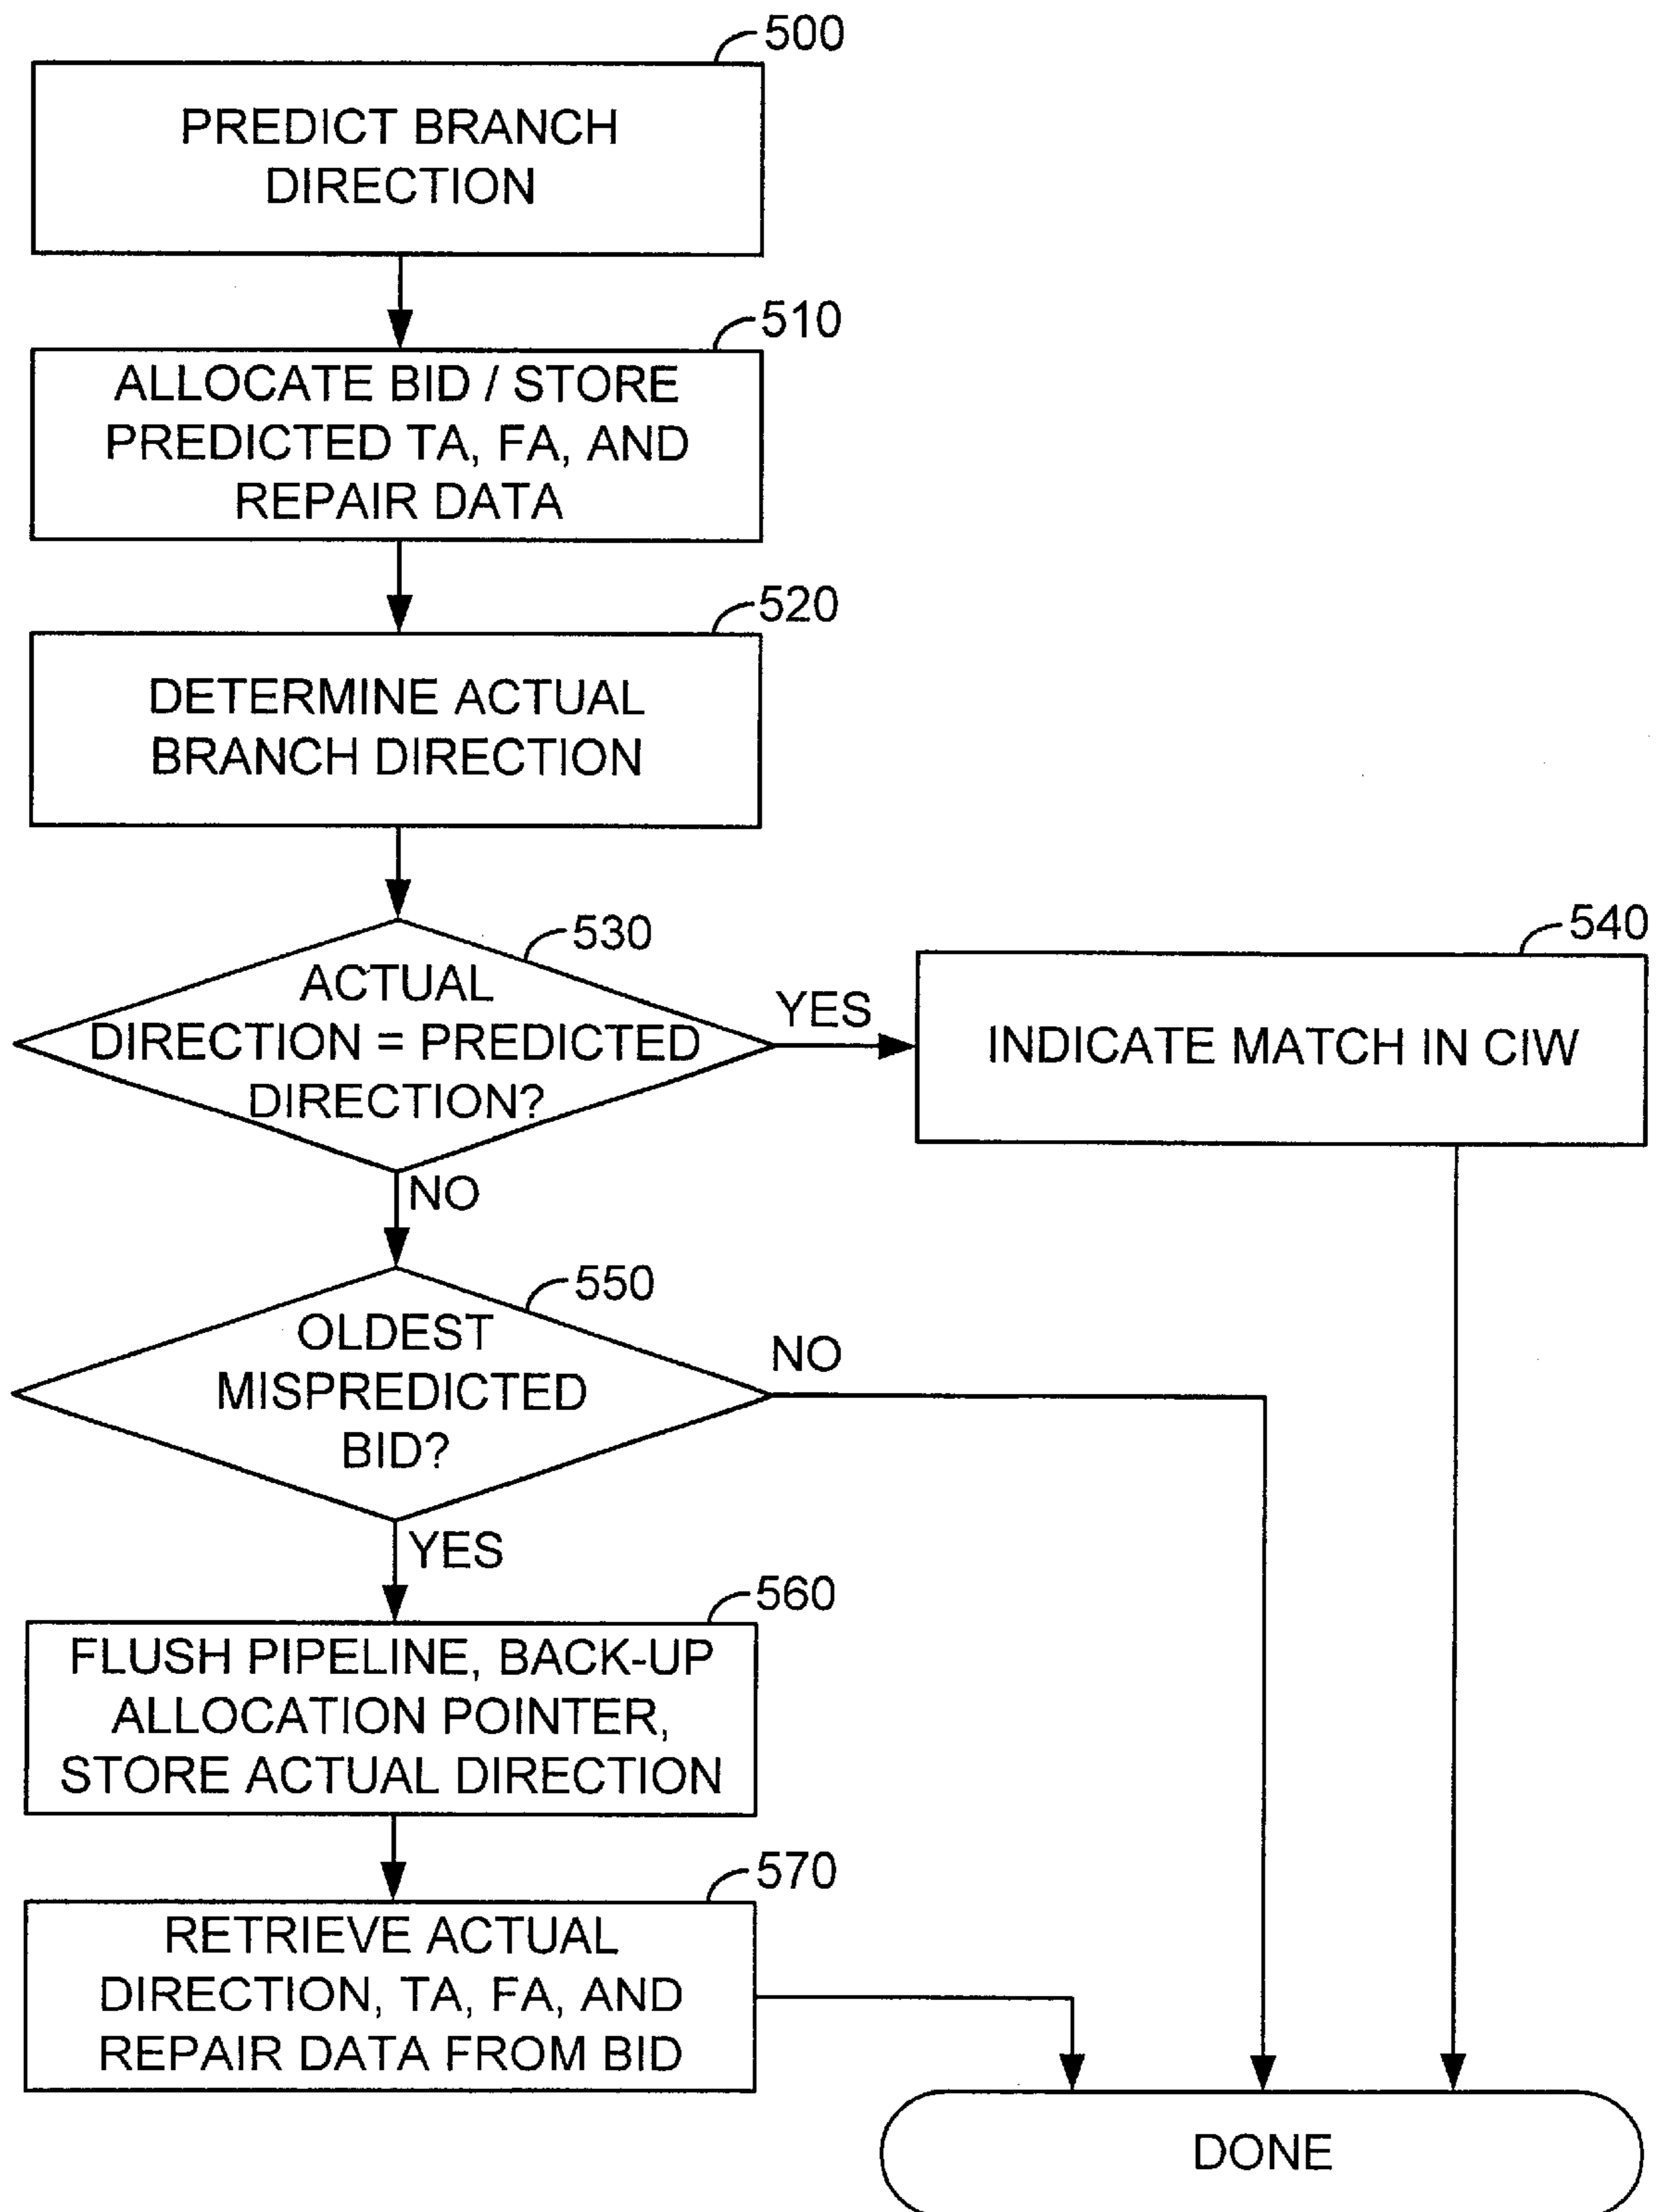 500
PREDICT BRANCH
DIRECTION
510
ALLOCATE BID / STORE
PREDICTED TA, FA, AND
REPAIR DATA
520
DETERMINE ACTUAL
BRANCH DIRECTION
530
ACTUAL
DIRECTION = PREDICTED
DIRECTION?
YES
540
INDICATE MATCH IN CIW
NO
550
OLDEST
MISPREDICTED
BID?
NO
YES
560
FLUSH PIPELINE, BACK-UP
ALLOCATION POINTER,
STORE ACTUAL DIRECTION
570
RETRIEVE ACTUAL
DIRECTION, TA, FA, AND
REPAIR DATA FROM BID
DONE